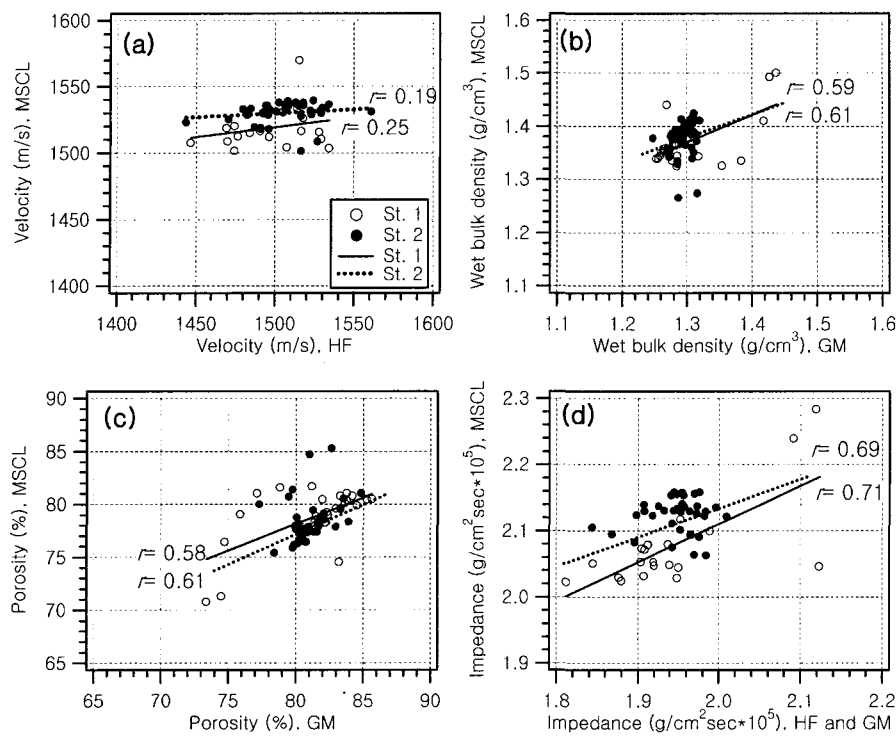 (a)
Velocity (m/s), MSCL
1600
1550
1500
1450
1400
r= 0.19
r= 0.25
St. 1
St. 2
St. 1
St. 2
1400 1450 1500 1550 1600
Velocity (m/s), HF
(b)
Wet bulk density (g/cm³), MSCL
1.6
1.5
1.4
1.3
1.2
1.1
r= 0.59
r= 0.61
1.1 1.2 1.3 1.4 1.5 1.6
Wet bulk density (g/cm³), GM
(c)
Porosity (%), MSCL
90
85
80
75
70
65
r= 0.58
r= 0.61
65 70 75 80 85 90
Porosity (%), GM
(d)
Impedance (g/cm²sec*10⁵), MSCL
2.3
2.2
2.1
2.0
1.9
r= 0.69
r= 0.71
1.8 1.9 2.0 2.1 2.2
Impedance (g/cm²sec*10⁵), HF and GM